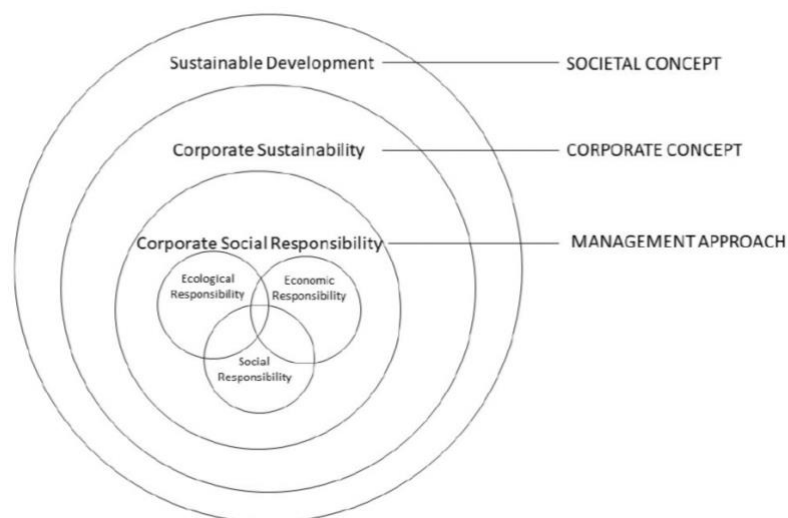 Sustainable Development
SOCIETAL CONCEPT
Corporate Sustainability
CORPORATE CONCEPT
Corporate Social Responsibility
MANAGEMENT APPROACH
Ecological
Responsibility
Economic
Responsibility
Social
Responsibility